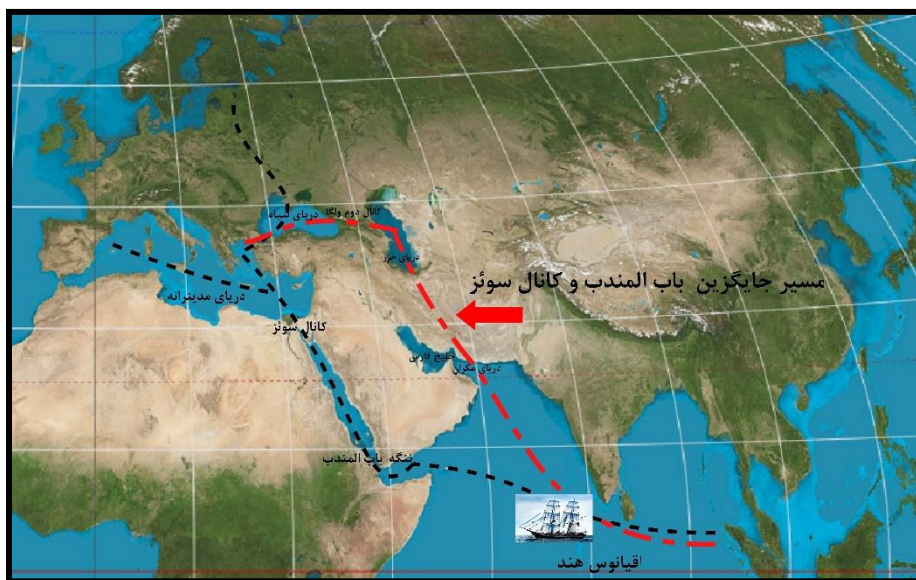 دریای سیاه
کانال دوم ولگا
دریای خزر
مسیر جایگزین باب المندب و کانال سوئز
دریای مدیترانه
کانال سوئز
خلیج فارس
دریای مکران
تنگه باب المندب
اقیانوس هند